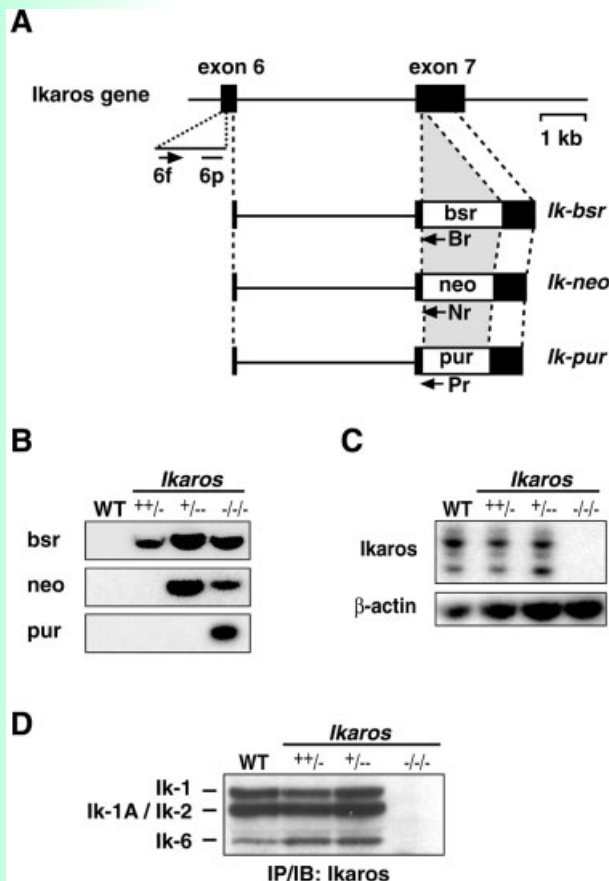 A
exon 6 exon 7
Ikaros gene
1 kb
6f 6p
bsr Ik-bsr
Br
neo Ik-neo
Nr
pur Ik-pur
Pr
B
Ikaros
WT ++/- +/-- -/-/-
bsr
neo
pur
C
Ikaros
WT ++/- +/-- -/-/-
Ikaros
β-actin
D
Ikaros
WT ++/- +/-- -/-/-
Ik-1
Ik-1A / Ik-2
Ik-6
IP/IB: Ikaros